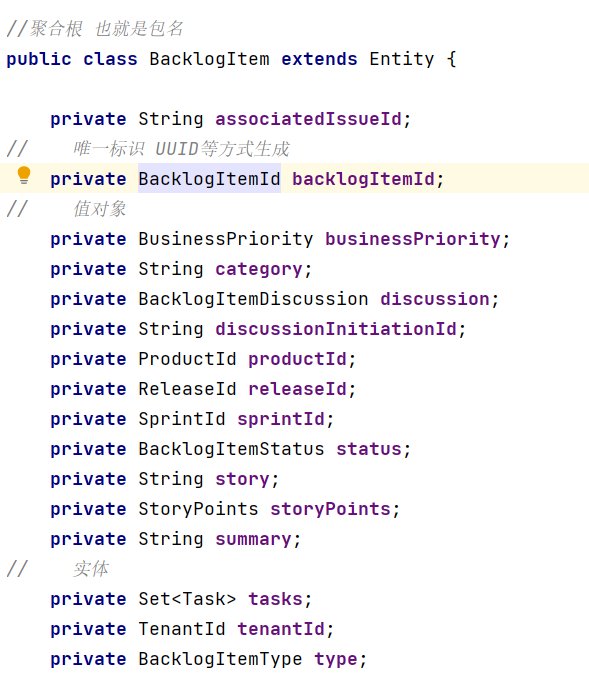 //聚合根 也就是包名
public class BacklogItem extends Entity {
private String associatedIssueId;
// 唯一标识 UUID等方式生成
private BacklogItemId backlogItemId;
// 值对象
private BusinessPriority businessPriority;
private String category;
private BacklogItemDiscussion discussion;
private String discussionInitiationId;
private ProductId productId;
private ReleaseId releaseId;
private SprintId sprintId;
private BacklogItemStatus status;
private String story;
private StoryPoints storyPoints;
private String summary;
// 实体
private Set<Task> tasks;
private TenantId tenantId;
private BacklogItemType type;